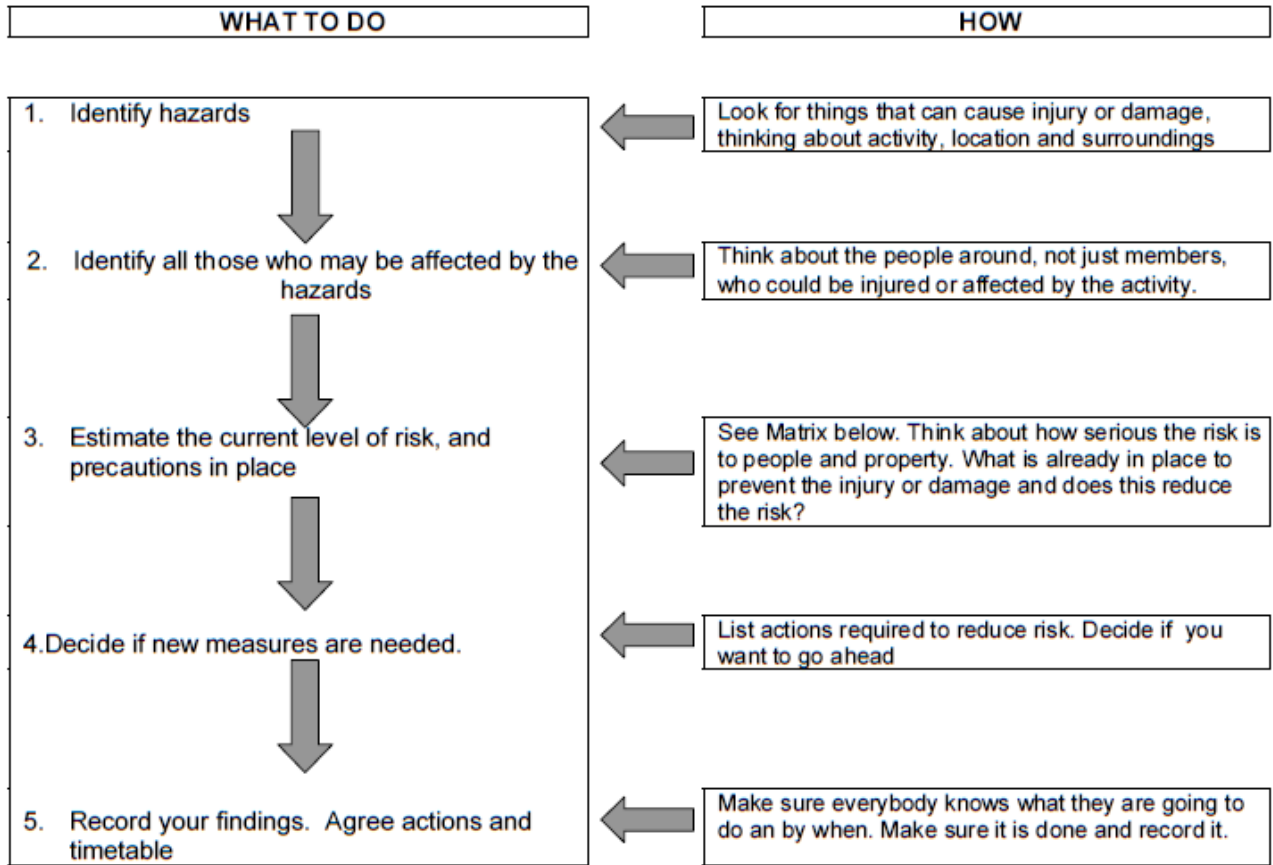 WHAT TO DO
HOW
1. Identify hazards
Look for things that can cause injury or damage,
thinking about activity, location and surroundings
2. Identify all those who may be affected by the
hazards
Think about the people around, not just members,
who could be injured or affected by the activity.
3. Estimate the current level of risk, and
precautions in place
See Matrix below. Think about how serious the risk is
to people and property. What is already in place to
prevent the injury or damage and does this reduce
the risk?
4.Decide if new measures are needed.
List actions required to reduce risk. Decide if you
want to go ahead
5. Record your findings. Agree actions and
timetable
Make sure everybody knows what they are going to
do an by when. Make sure it is done and record it.